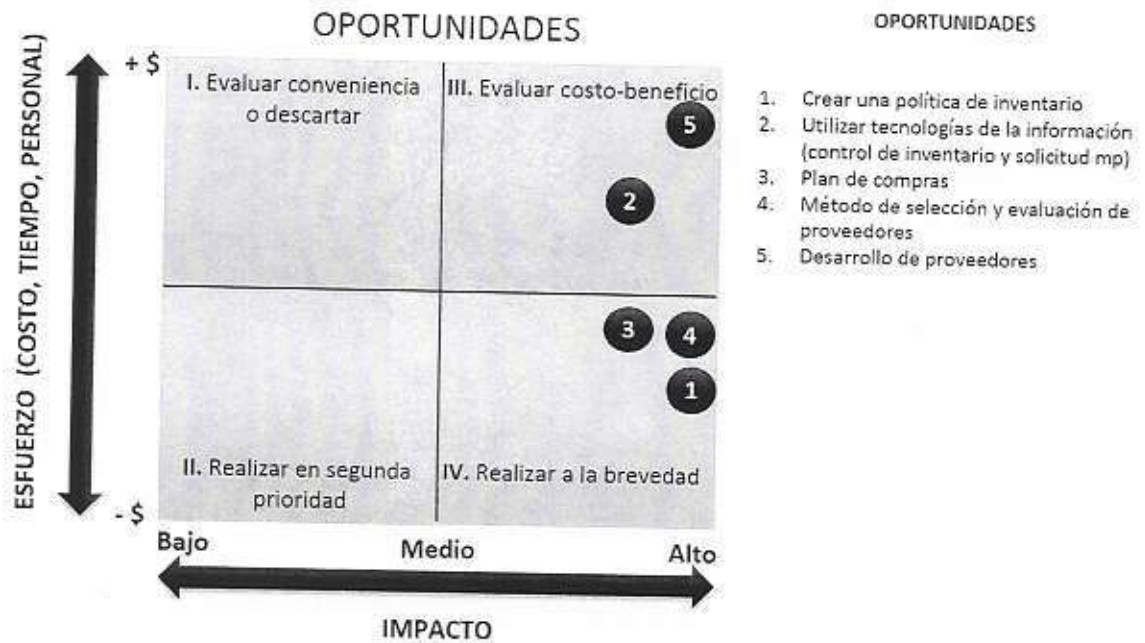 OPORTUNIDADES
ESFUERZO (COSTO, TIEMPO, PERSONAL)
+ $
- $
I. Evaluar conveniencia
o descartar
III. Evaluar costo-beneficio
5
2
3
4
1
II. Realizar en segunda
prioridad
IV. Realizar a la brevedad
Bajo
Medio
Alto
IMPACTO
OPORTUNIDADES
1. Crear una política de inventario
2. Utilizar tecnologías de la información
(control de inventario y solicitud mp)
3. Plan de compras
4. Método de selección y evaluación de
proveedores
5. Desarrollo de proveedores